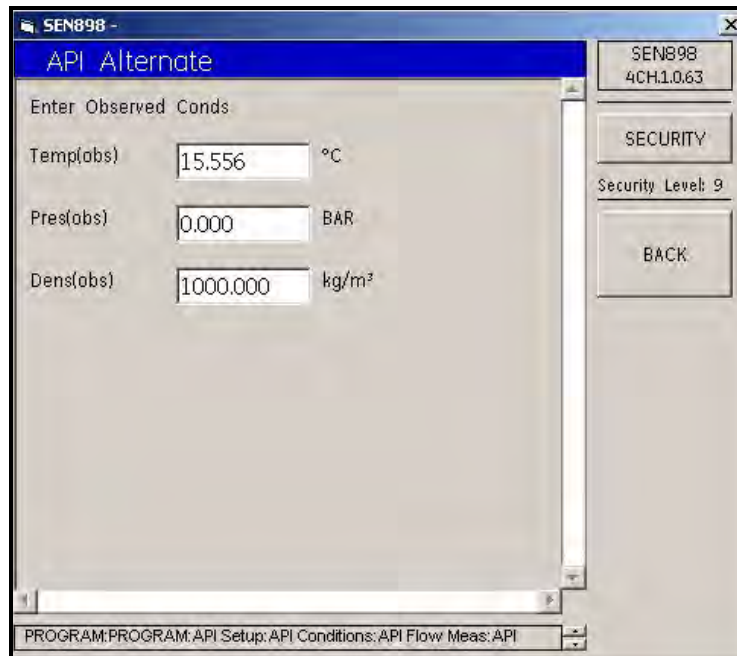 SEN898 -
API Alternate
Enter Observed Conds
Temp(obs) 15.556 °C
Pres(obs) 0.000 BAR
Dens(obs) 1000.000 kg/m³
SEN898
4CH.1.0.63
SECURITY
Security Level: 9
BACK
PROGRAM:PROGRAM:API Setup:API Conditions:API Flow Meas:API